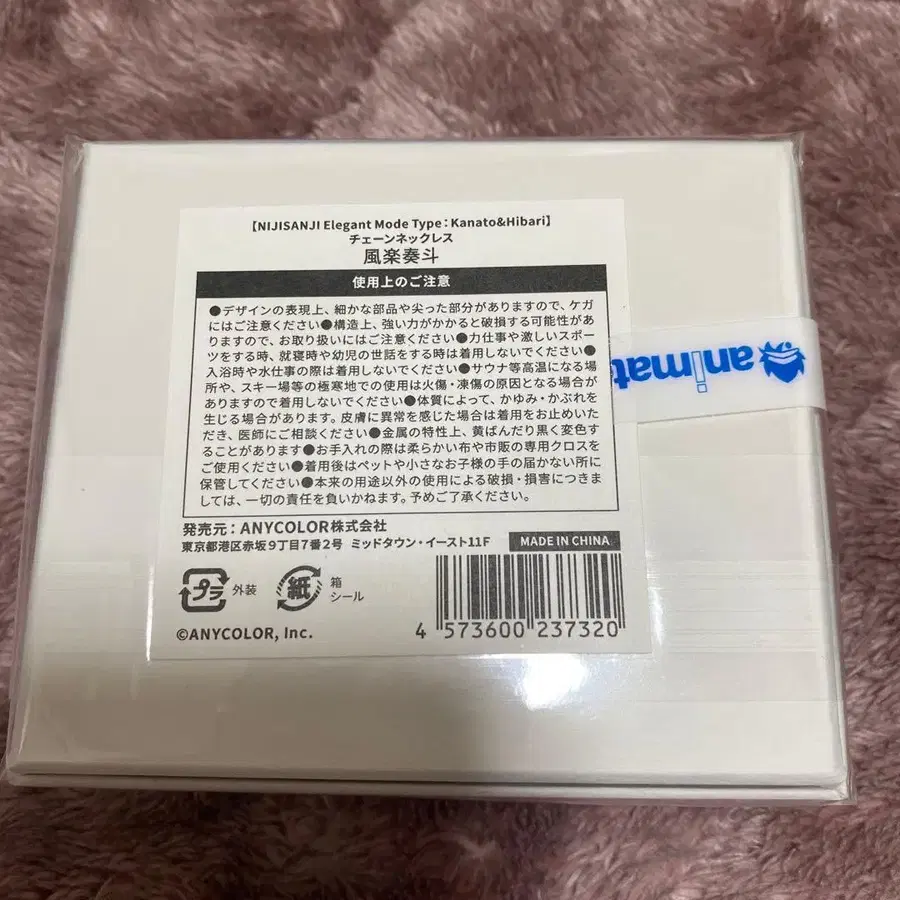 【NIJISANJI Elegant Mode Type：Kanato&Hibari】
チェーンネックレス
風楽奏斗
使用上のご注意
●デザインの表現上、細かな部品や尖った部分がありますので、ケガ
にはご注意ください●構造上、強い力がかかると破損する可能性があ
りますので、お取り扱いにはご注意ください●力仕事や激しいスポー
ツをする時、就寝時や幼児の世話をする時は着用しないでください●
入浴時や水仕事の際は着用しないでください●サウナ等高温になる場
所や、スキー場等の極寒地での使用は火傷・凍傷の原因となる場合が
ありますので着用しないでください●体質によって、かゆみ・かぶれを
生じる場合があります。皮膚に異常を感じた場合は着用をお止めいた
だき、医師にご相談ください●金属の特性上、黄ばんだり黒く変色す
ることがあります●お手入れの際は柔らかい布や市販の専用クロスを
ご使用ください●着用後はペットや小さなお子様の手の届かない所に
保管してください●本来の用途以外の使用による破損・損害につきま
しては、一切の責任を負いかねます。予めご了承ください。
発売元：ANYCOLOR株式会社
東京都港区赤坂9丁目7番2号 ミッドタウン・イースト11F
MADE IN CHINA
プラ 外装
紙 箱
シール
©ANYCOLOR, Inc.
4 573600 237320
animat